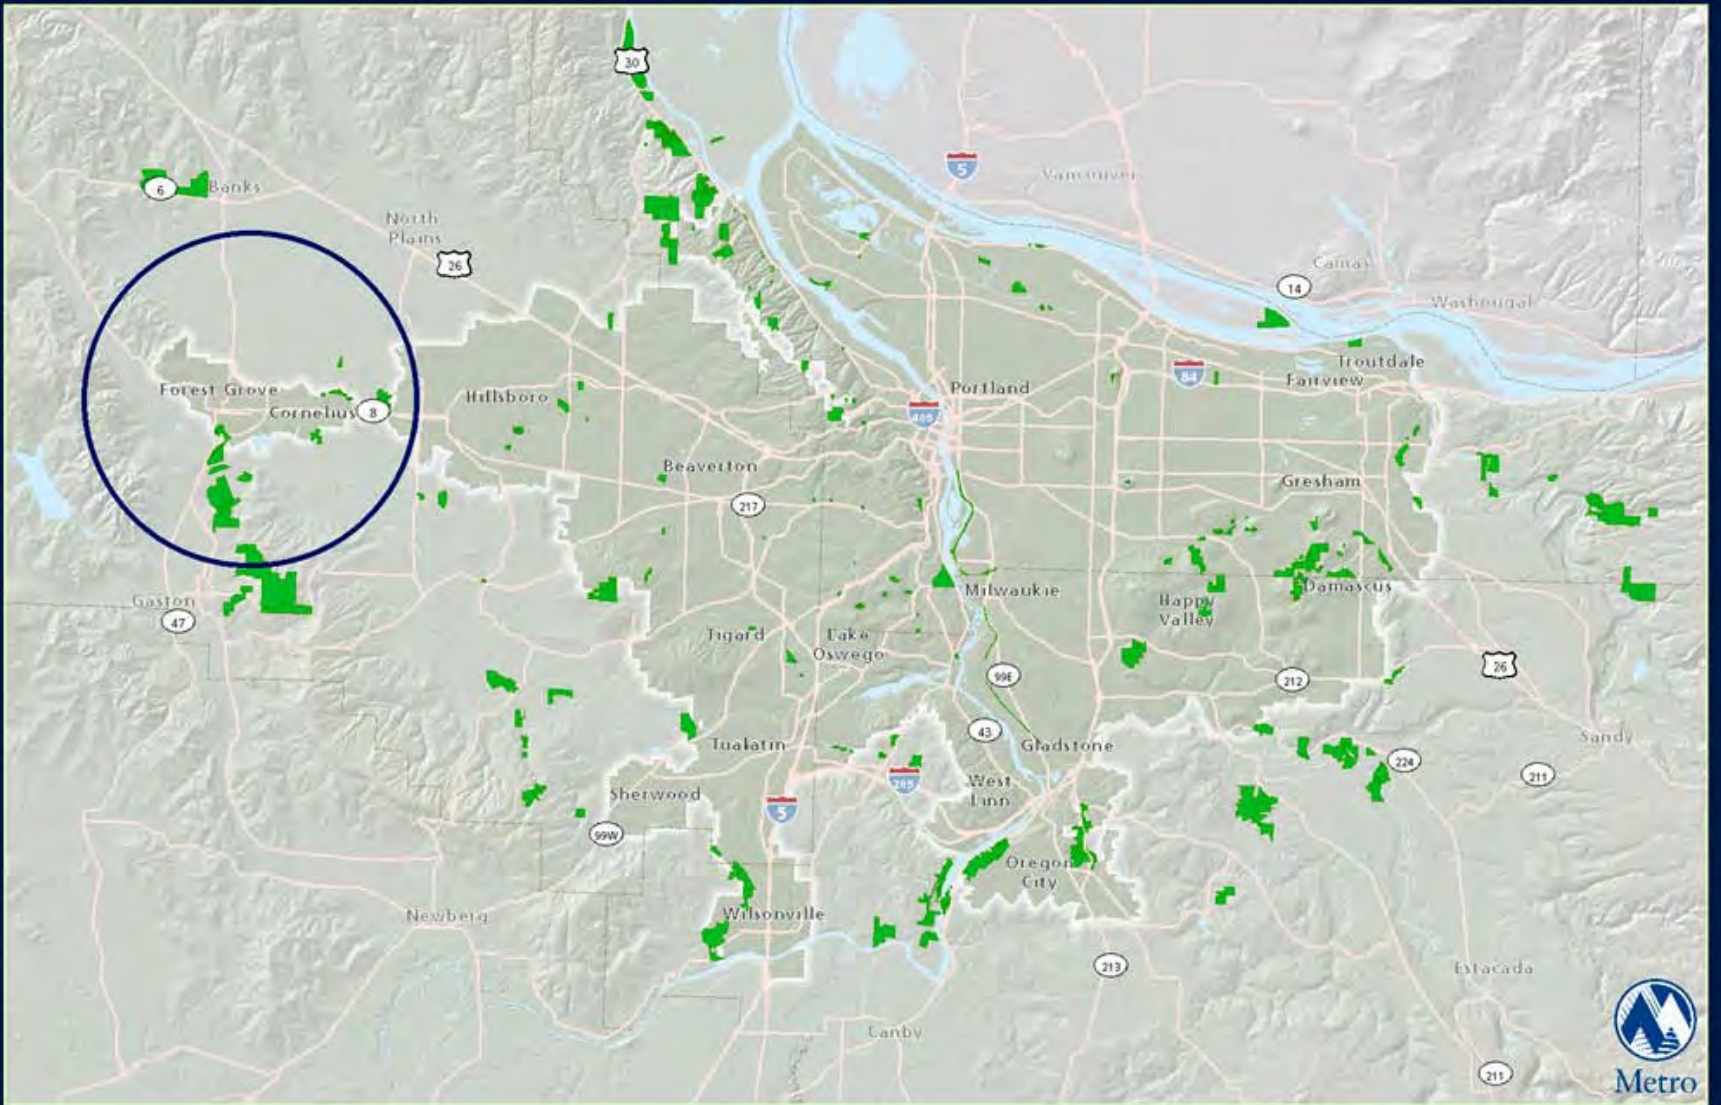 30
5
Vancouver
6
Banks
North
Plains
26
Camas
14
Washougal
Troutdale
Fairview
84
Forest Grove
Cornelius
8
Hillsboro
Portland
405
Beaverton
217
Gresham
Gaston
47
Milwaukie
Happy
Valley
Damascus
Tigard
Lake
Oswego
99E
212
26
43
Tualatin
Gladstone
Sandy
224
211
Sherwood
205
West
Linn
5
99W
Oregon
City
Newberg
Wilsonville
213
Estacada
Canby
211
Metro